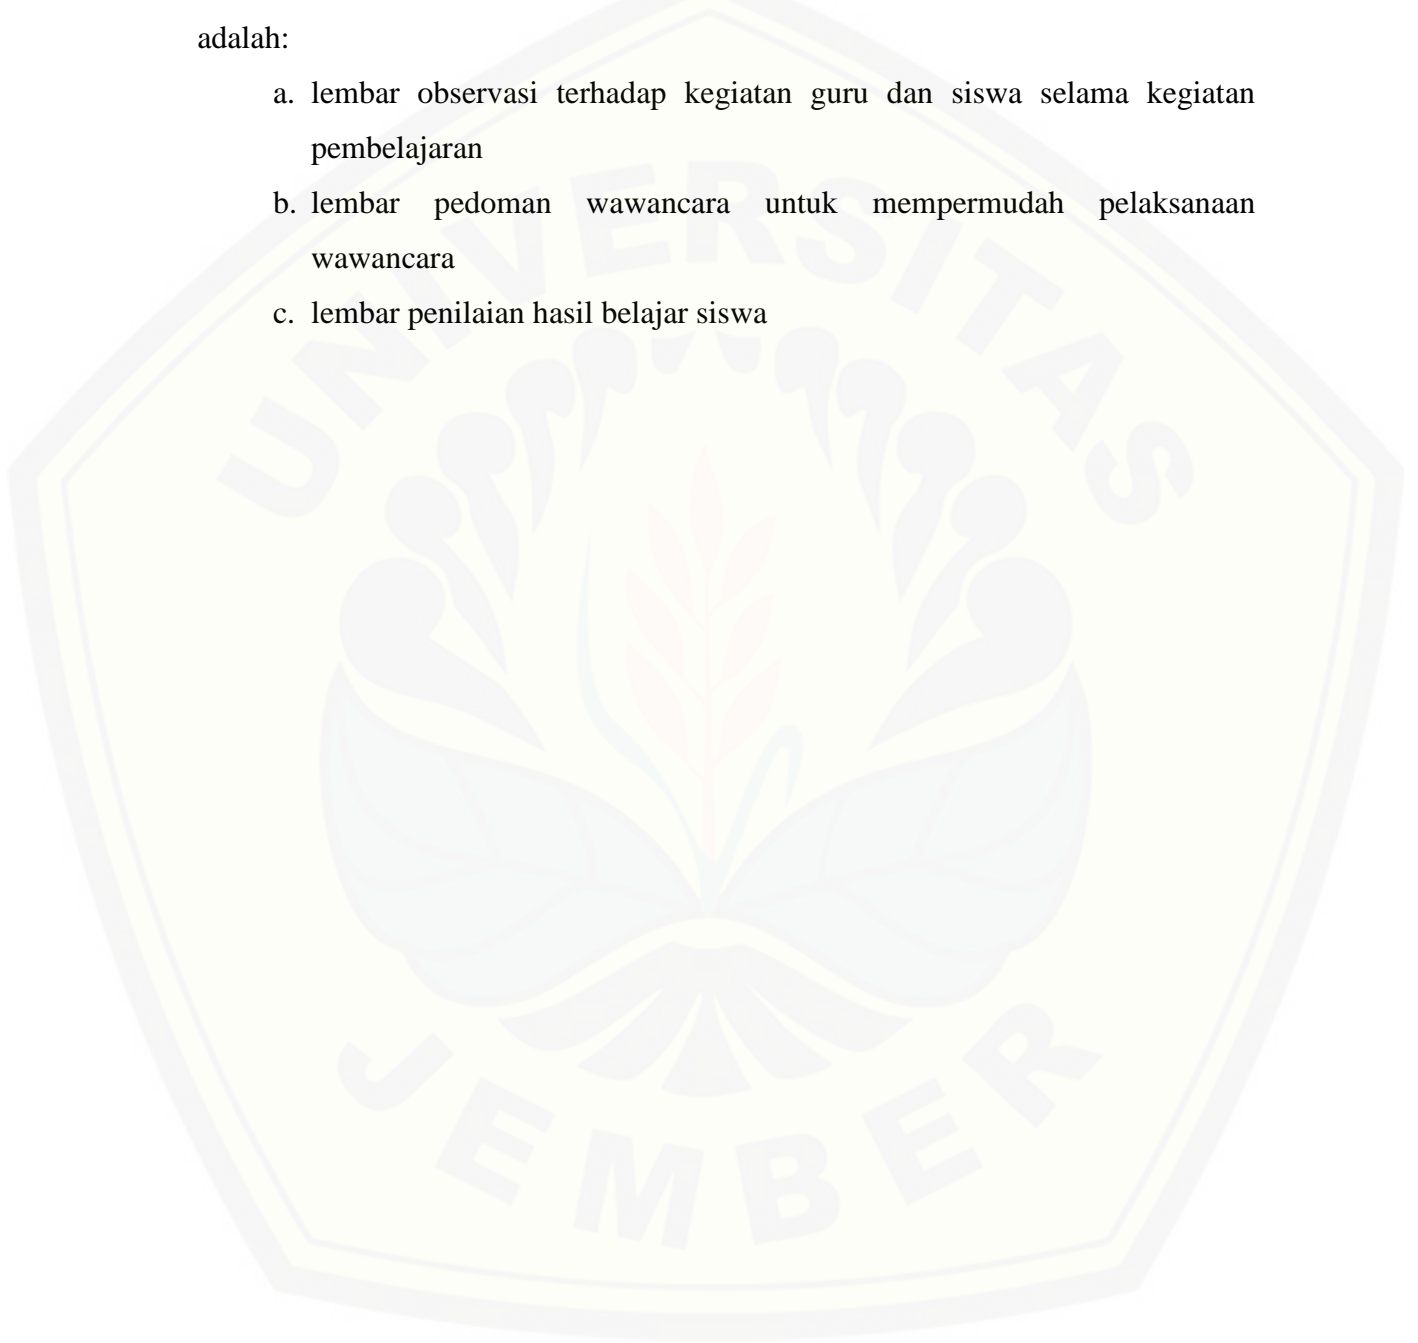 adalah:
a. lembar observasi terhadap kegiatan guru dan siswa selama kegiatan
pembelajaran
b. lembar pedoman wawancara untuk mempermudah pelaksanaan
wawancara
c. lembar penilaian hasil belajar siswa
UNIVERSITAS
JEMBER